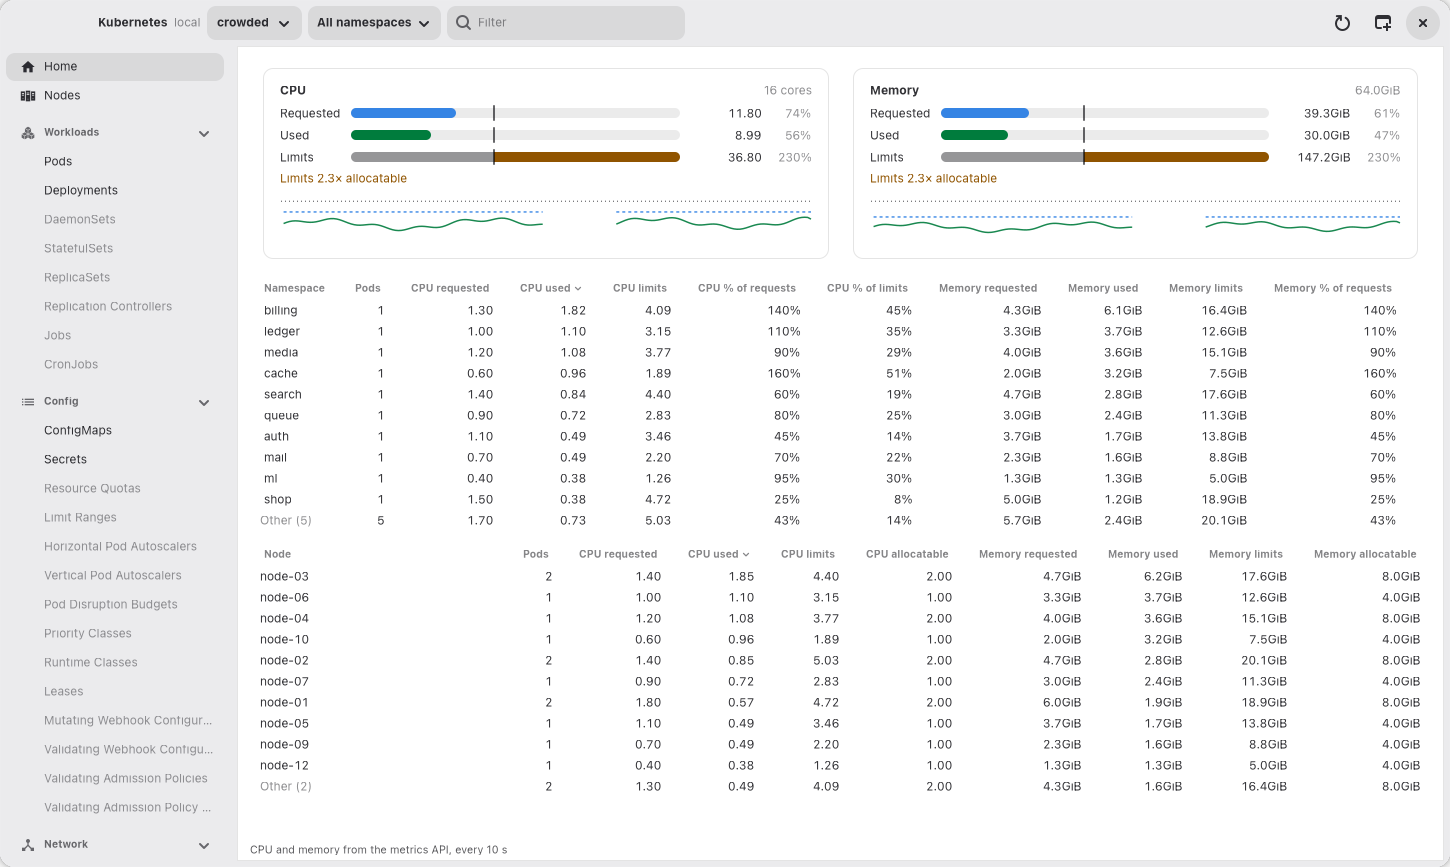 Kubernetes local crowded All namespaces Filter
Home
Nodes
Workloads
Pods
Deployments
DaemonSets
StatefulSets
ReplicaSets
Replication Controllers
Jobs
CronJobs
Config
ConfigMaps
Secrets
Resource Quotas
Limit Ranges
Horizontal Pod Autoscalers
Vertical Pod Autoscalers
Pod Disruption Budgets
Priority Classes
Runtime Classes
Leases
Mutating Webhook Configur...
Validating Webhook Configu...
Validating Admission Policies
Validating Admission Policy ...
Network
CPU 16 cores
Requested 11.80 74%
Used 8.99 56%
Limits 36.80 230%
Limits 2.3× allocatable
Memory 64.0GiB
Requested 39.3GiB 61%
Used 30.0GiB 47%
Limits 147.2GiB 230%
Limits 2.3× allocatable
Namespace Pods CPU requested CPU used CPU limits CPU % of requests CPU % of limits Memory requested Memory used Memory limits Memory % of requests
billing 1 1.30 1.82 4.09 140% 45% 4.3GiB 6.1GiB 16.4GiB 140%
ledger 1 1.00 1.10 3.15 110% 35% 3.3GiB 3.7GiB 12.6GiB 110%
media 1 1.20 1.08 3.77 90% 29% 4.0GiB 3.6GiB 15.1GiB 90%
cache 1 0.60 0.96 1.89 160% 51% 2.0GiB 3.2GiB 7.5GiB 160%
search 1 1.40 0.84 4.40 60% 19% 4.7GiB 2.8GiB 17.6GiB 60%
queue 1 0.90 0.72 2.83 80% 25% 3.0GiB 2.4GiB 11.3GiB 80%
auth 1 1.10 0.49 3.46 45% 14% 3.7GiB 1.7GiB 13.8GiB 45%
mail 1 0.70 0.49 2.20 70% 22% 2.3GiB 1.6GiB 8.8GiB 70%
ml 1 0.40 0.38 1.26 95% 30% 1.3GiB 1.3GiB 5.0GiB 95%
shop 1 1.50 0.38 4.72 25% 8% 5.0GiB 1.2GiB 18.9GiB 25%
Other (5) 5 1.70 0.73 5.03 43% 14% 5.7GiB 2.4GiB 20.1GiB 43%
Node Pods CPU requested CPU used CPU limits CPU allocatable Memory requested Memory used Memory limits Memory allocatable
node-03 2 1.40 1.85 4.40 2.00 4.7GiB 6.2GiB 17.6GiB 8.0GiB
node-06 1 1.00 1.10 3.15 1.00 3.3GiB 3.7GiB 12.6GiB 4.0GiB
node-04 1 1.20 1.08 3.77 2.00 4.0GiB 3.6GiB 15.1GiB 8.0GiB
node-10 1 0.60 0.96 1.89 1.00 2.0GiB 3.2GiB 7.5GiB 4.0GiB
node-02 2 1.40 0.85 5.03 2.00 4.7GiB 2.8GiB 20.1GiB 8.0GiB
node-07 1 0.90 0.72 2.83 1.00 3.0GiB 2.4GiB 11.3GiB 4.0GiB
node-01 2 1.80 0.57 4.72 2.00 6.0GiB 1.9GiB 18.9GiB 8.0GiB
node-05 1 1.10 0.49 3.46 1.00 3.7GiB 1.7GiB 13.8GiB 4.0GiB
node-09 1 0.70 0.49 2.20 1.00 2.3GiB 1.6GiB 8.8GiB 4.0GiB
node-12 1 0.40 0.38 1.26 1.00 1.3GiB 1.3GiB 5.0GiB 4.0GiB
Other (2) 2 1.30 0.49 4.09 2.00 4.3GiB 1.6GiB 16.4GiB 8.0GiB
CPU and memory from the metrics API, every 10 s